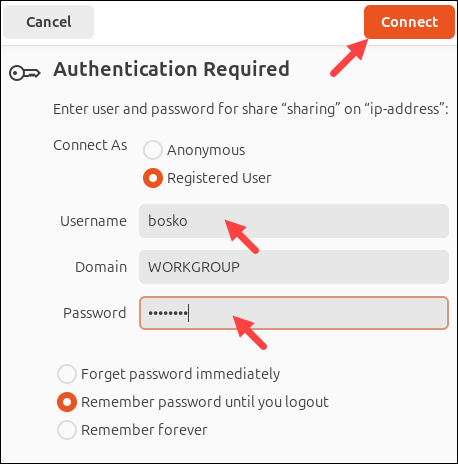 Cancel
Connect
Authentication Required
Enter user and password for share “sharing” on “ip-address”:
Connect As
Anonymous
Registered User
Username bosko
Domain WORKGROUP
Password ••••••••
Forget password immediately
Remember password until you logout
Remember forever